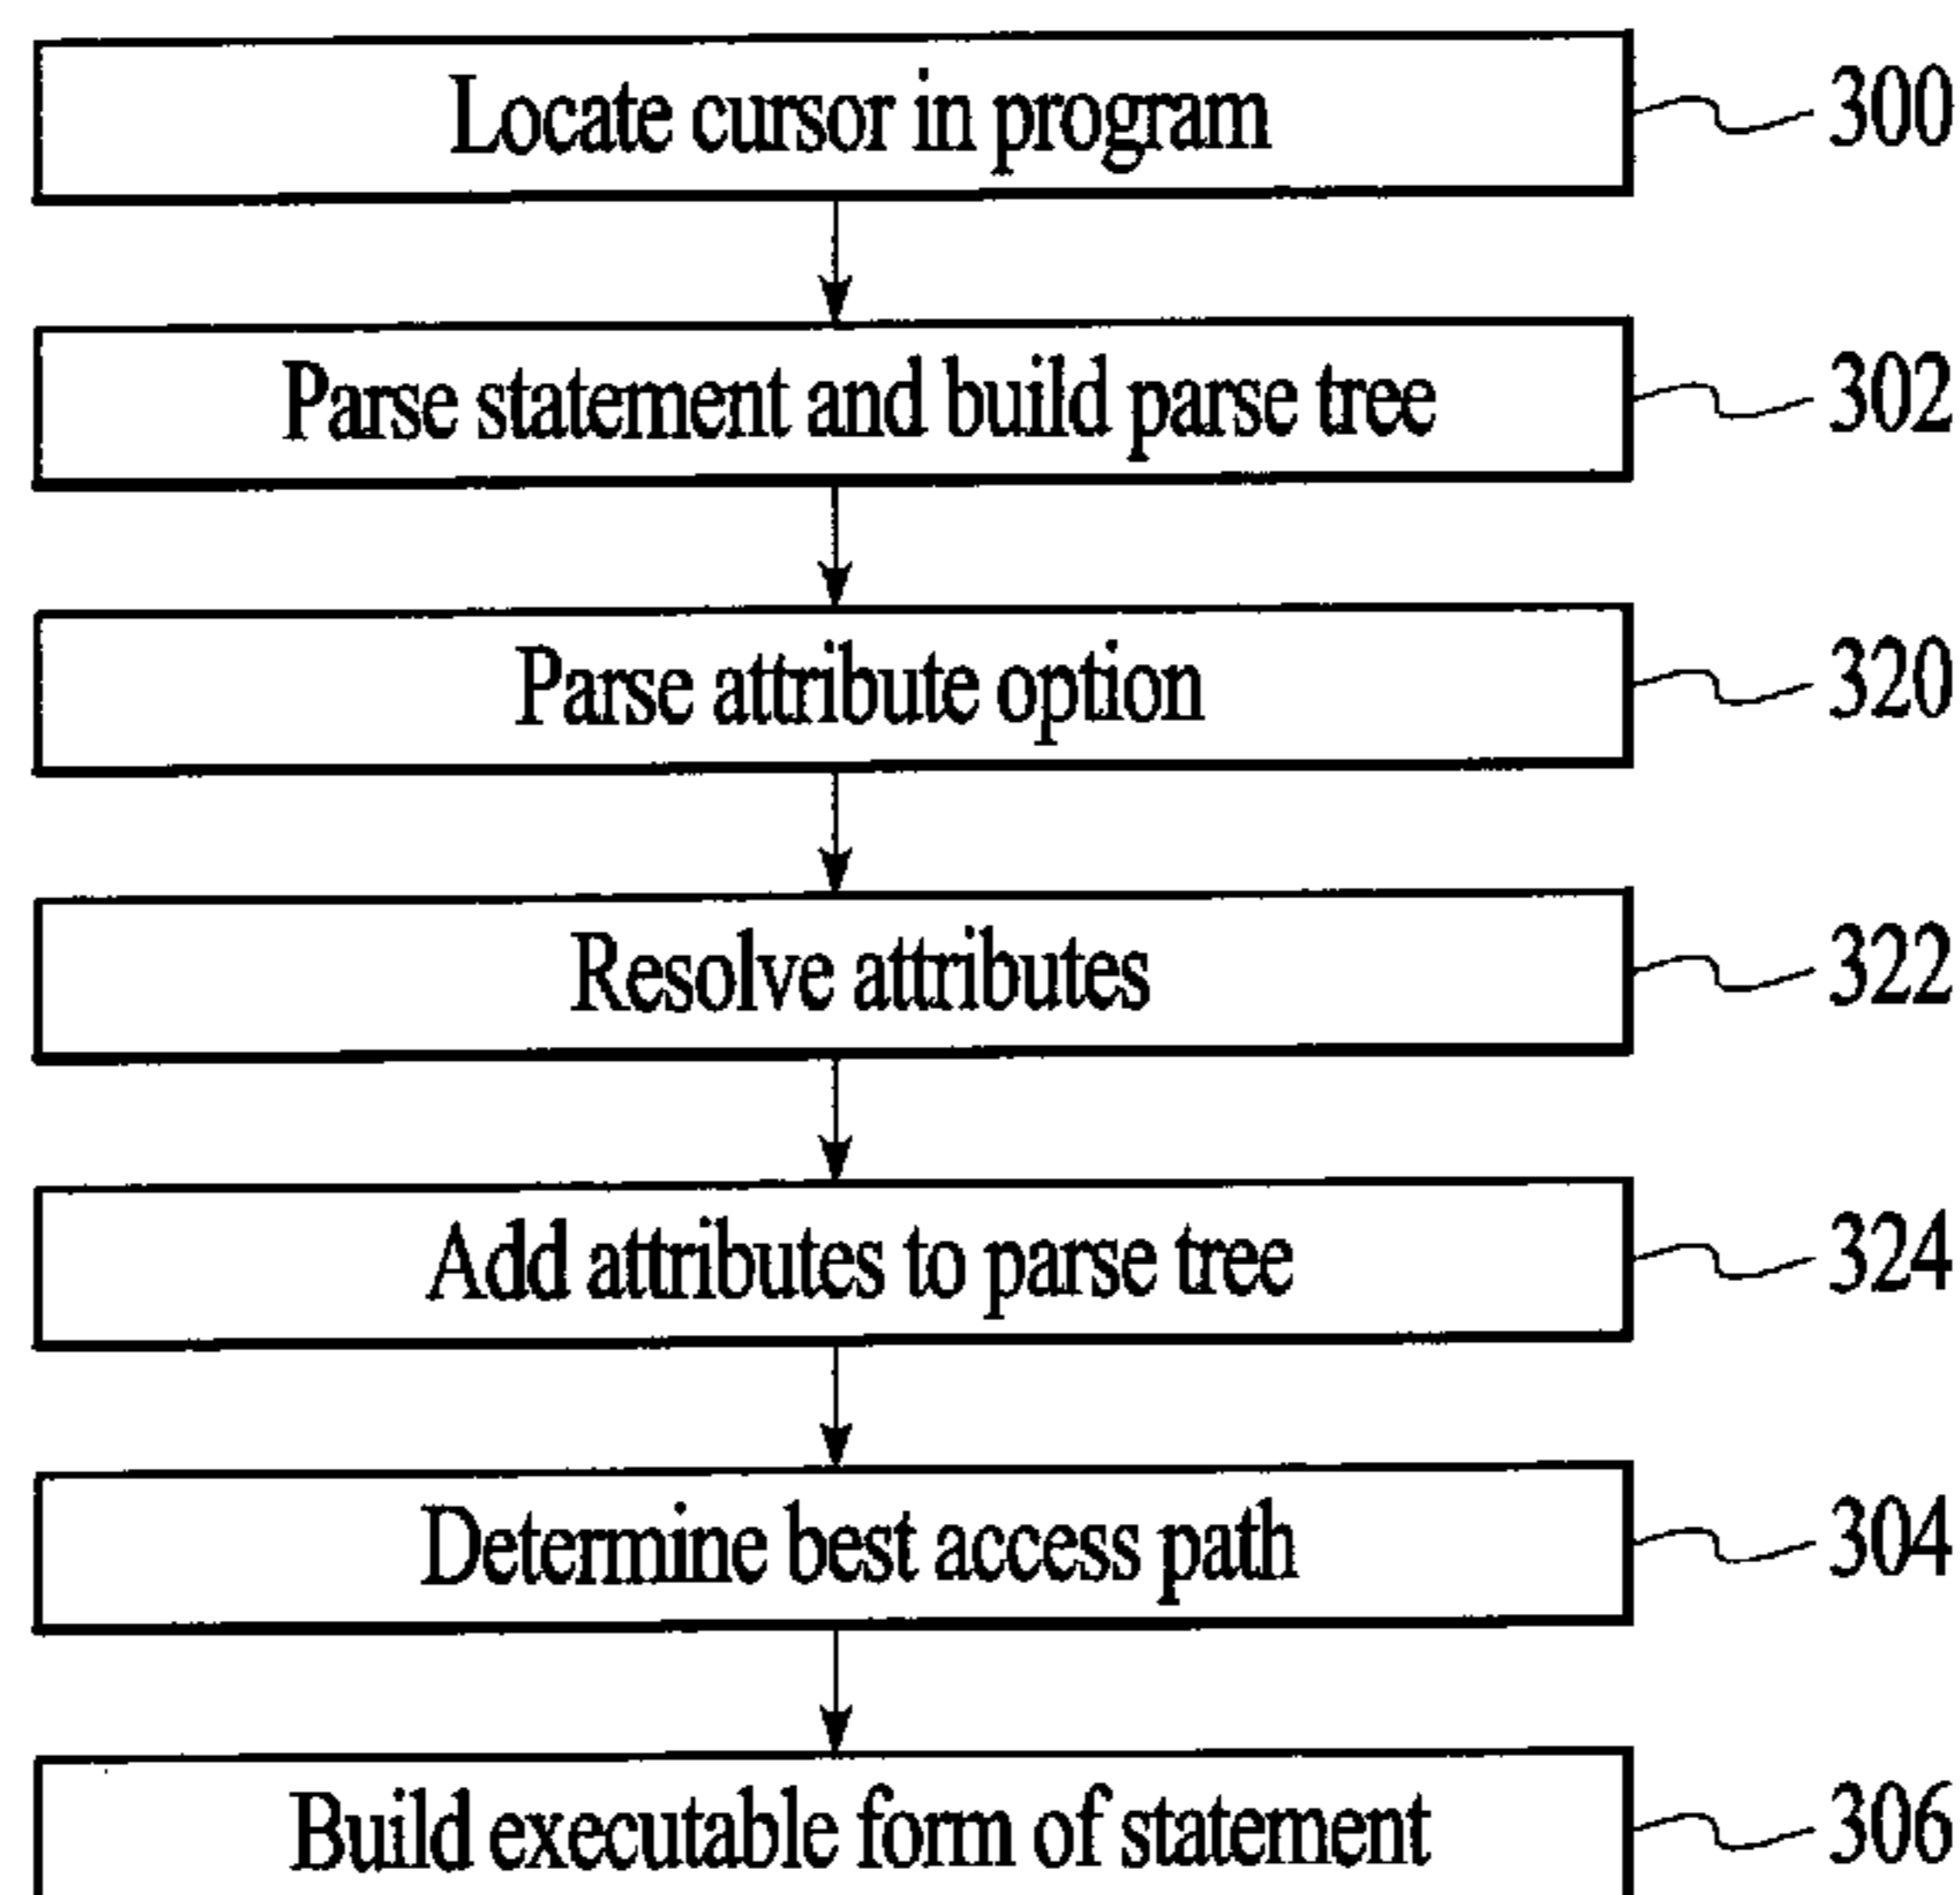 Locate cursor in program 300
Parse statement and build parse tree 302
Parse attribute option 320
Resolve attributes 322
Add attributes to parse tree 324
Determine best access path 304
Build executable form of statement 306